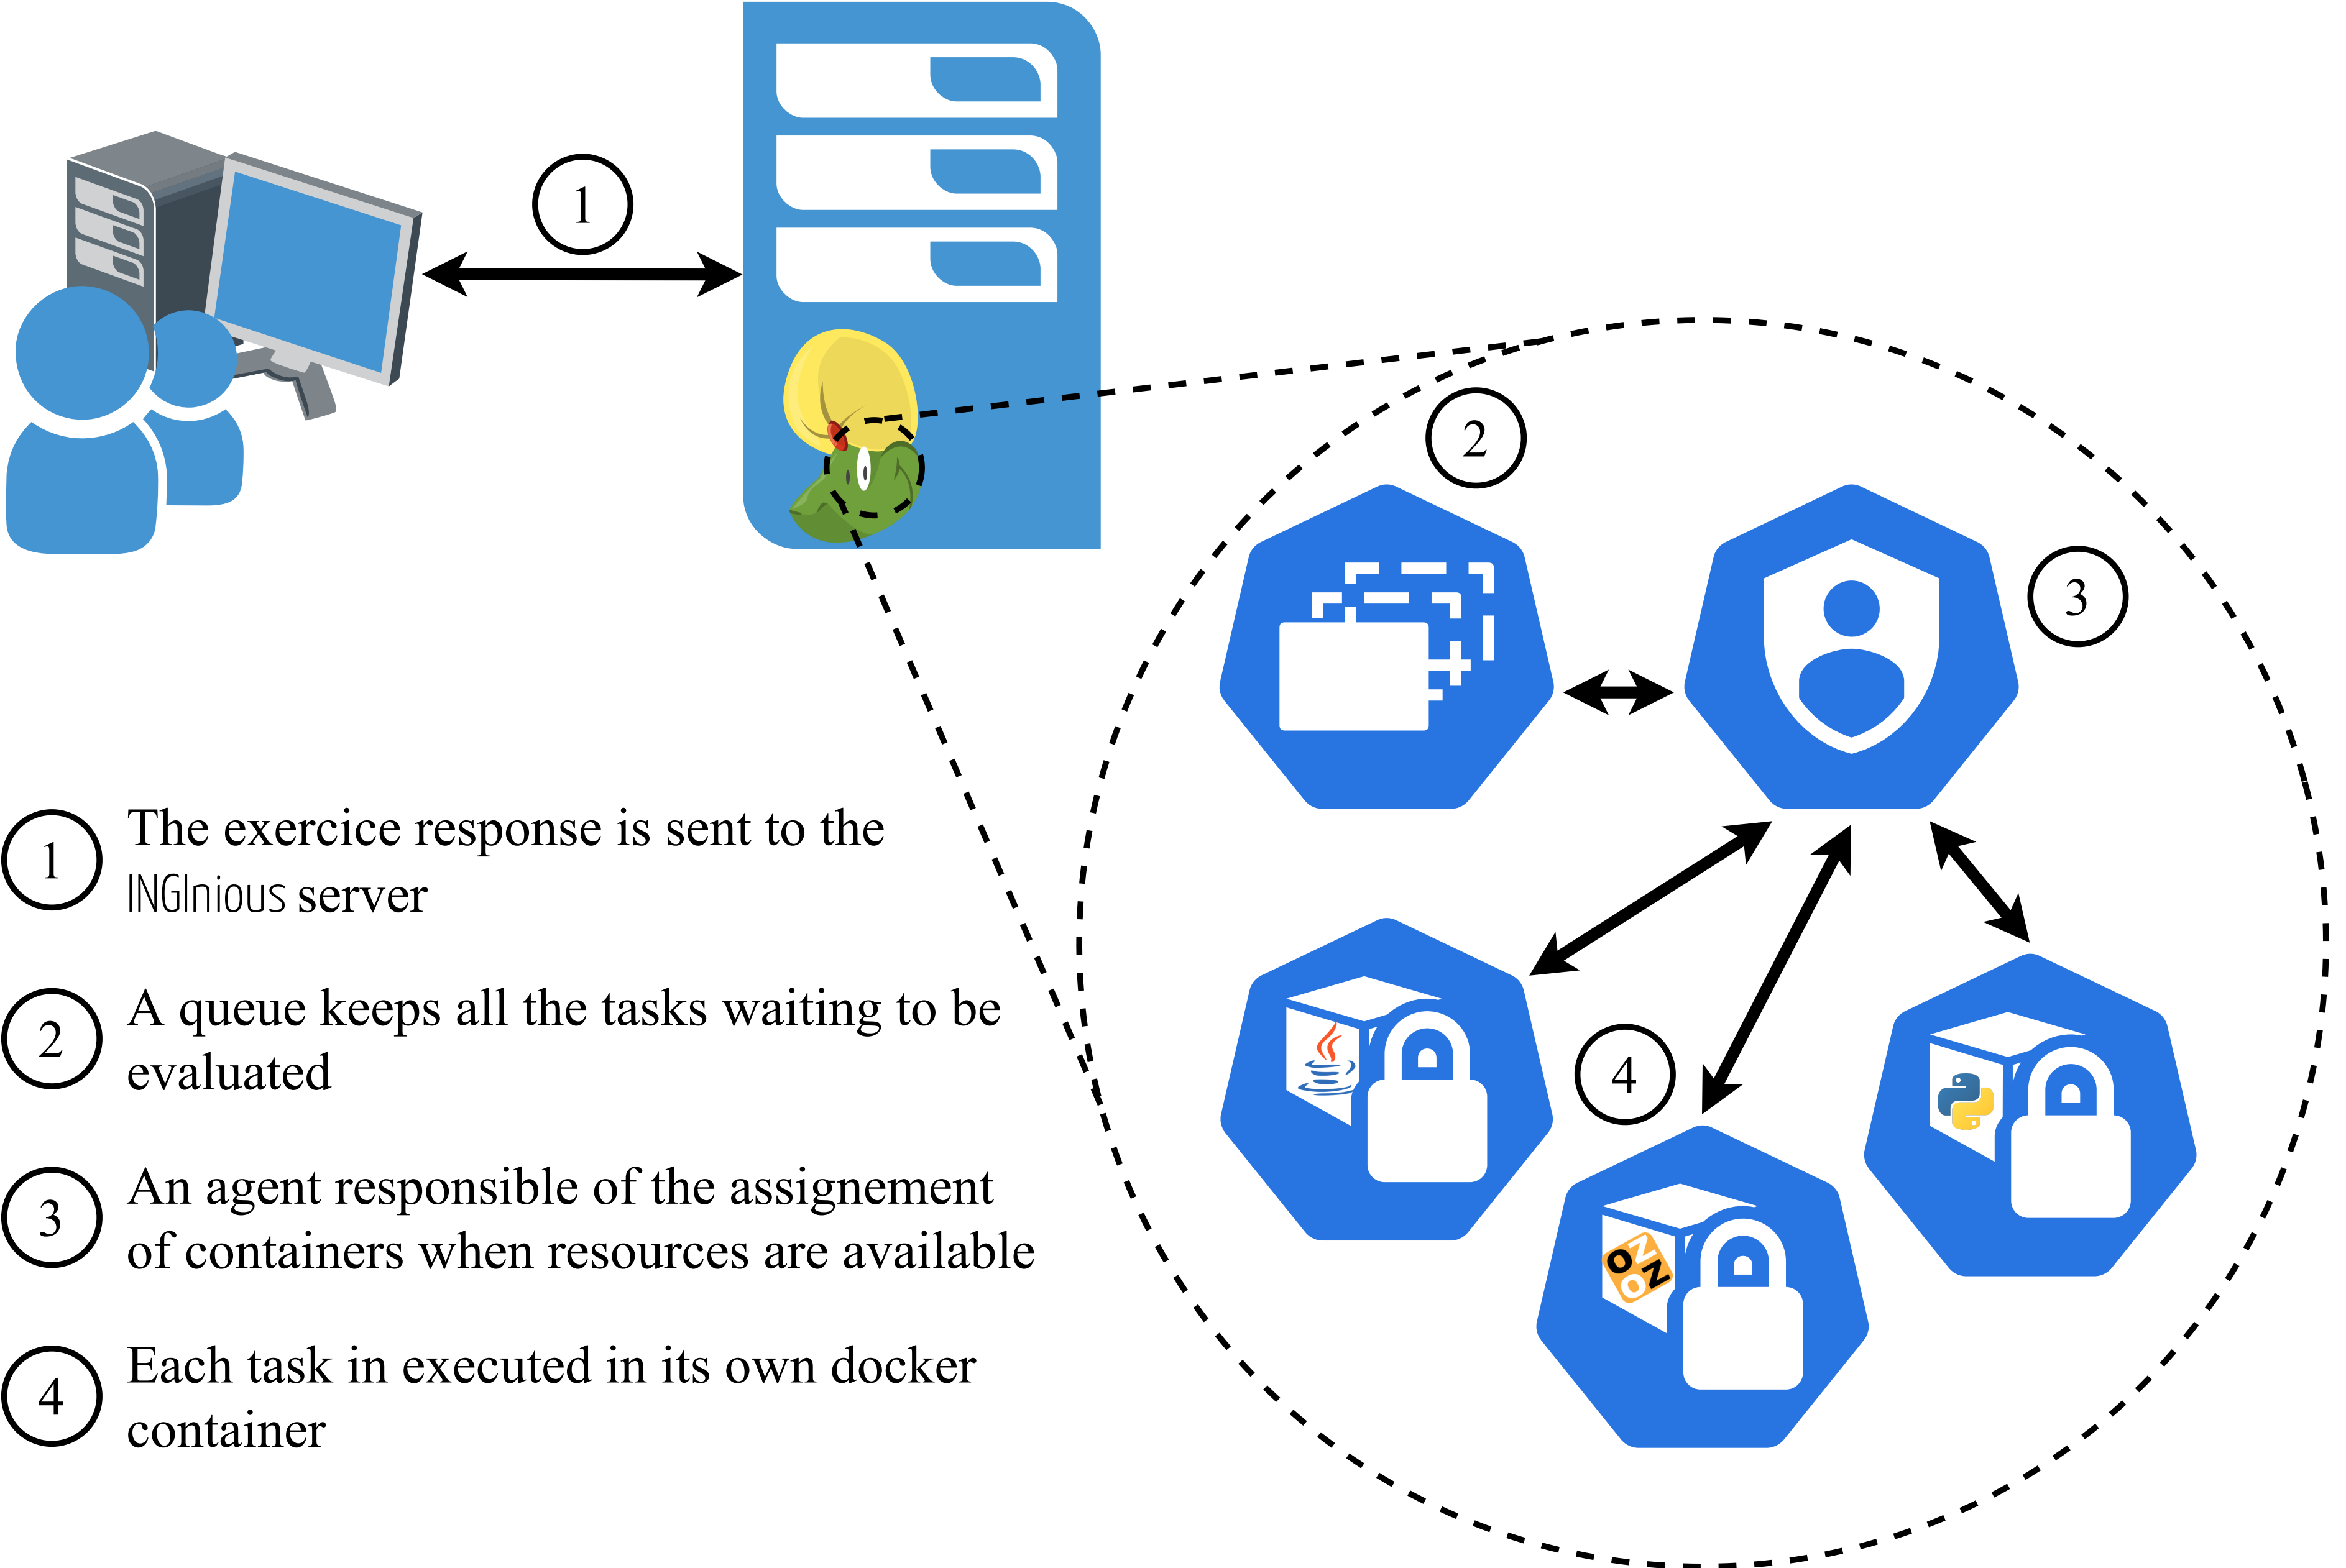 1
2
3
4
1
The exercice response is sent to the
INGInious server
2
A queue keeps all the tasks waiting to be
evaluated
3
An agent responsible of the assignement
of containers when resources are available
4
Each task in executed in its own docker
container
OZ
NO